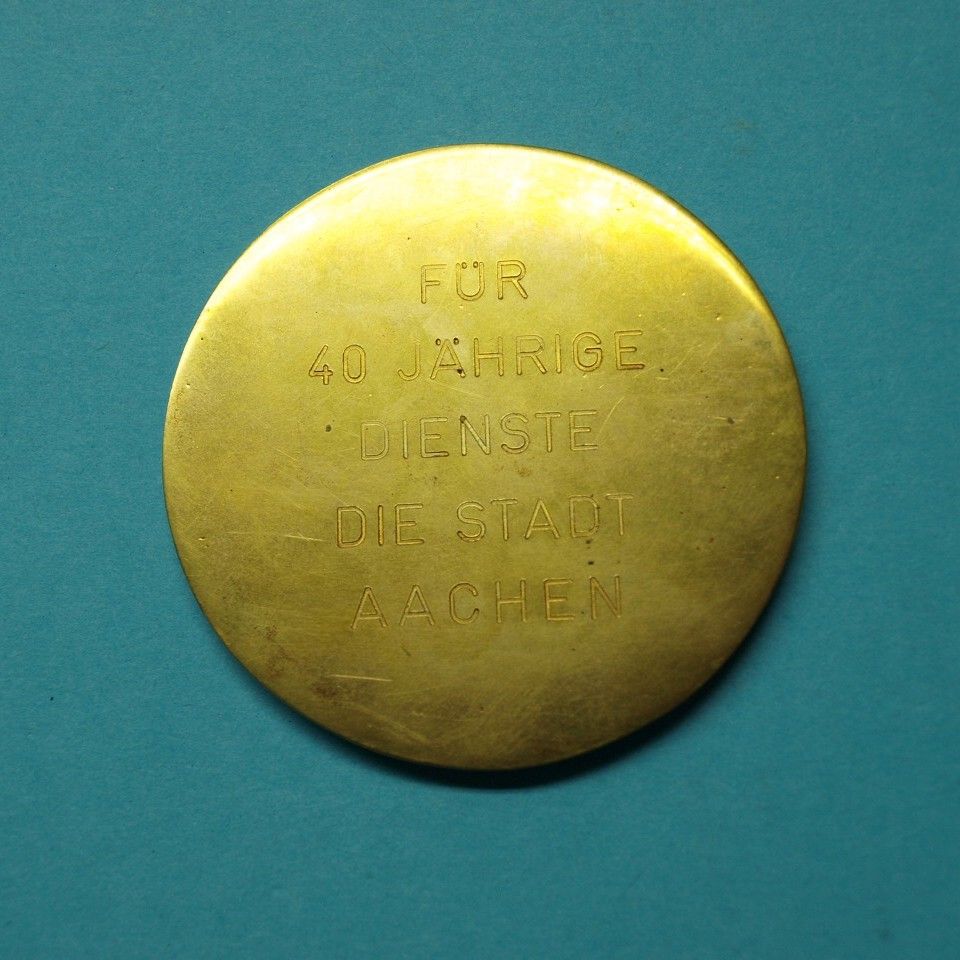 FÜR
40 JÄHRIGE
DIENSTE
DIE STADT
AACHEN